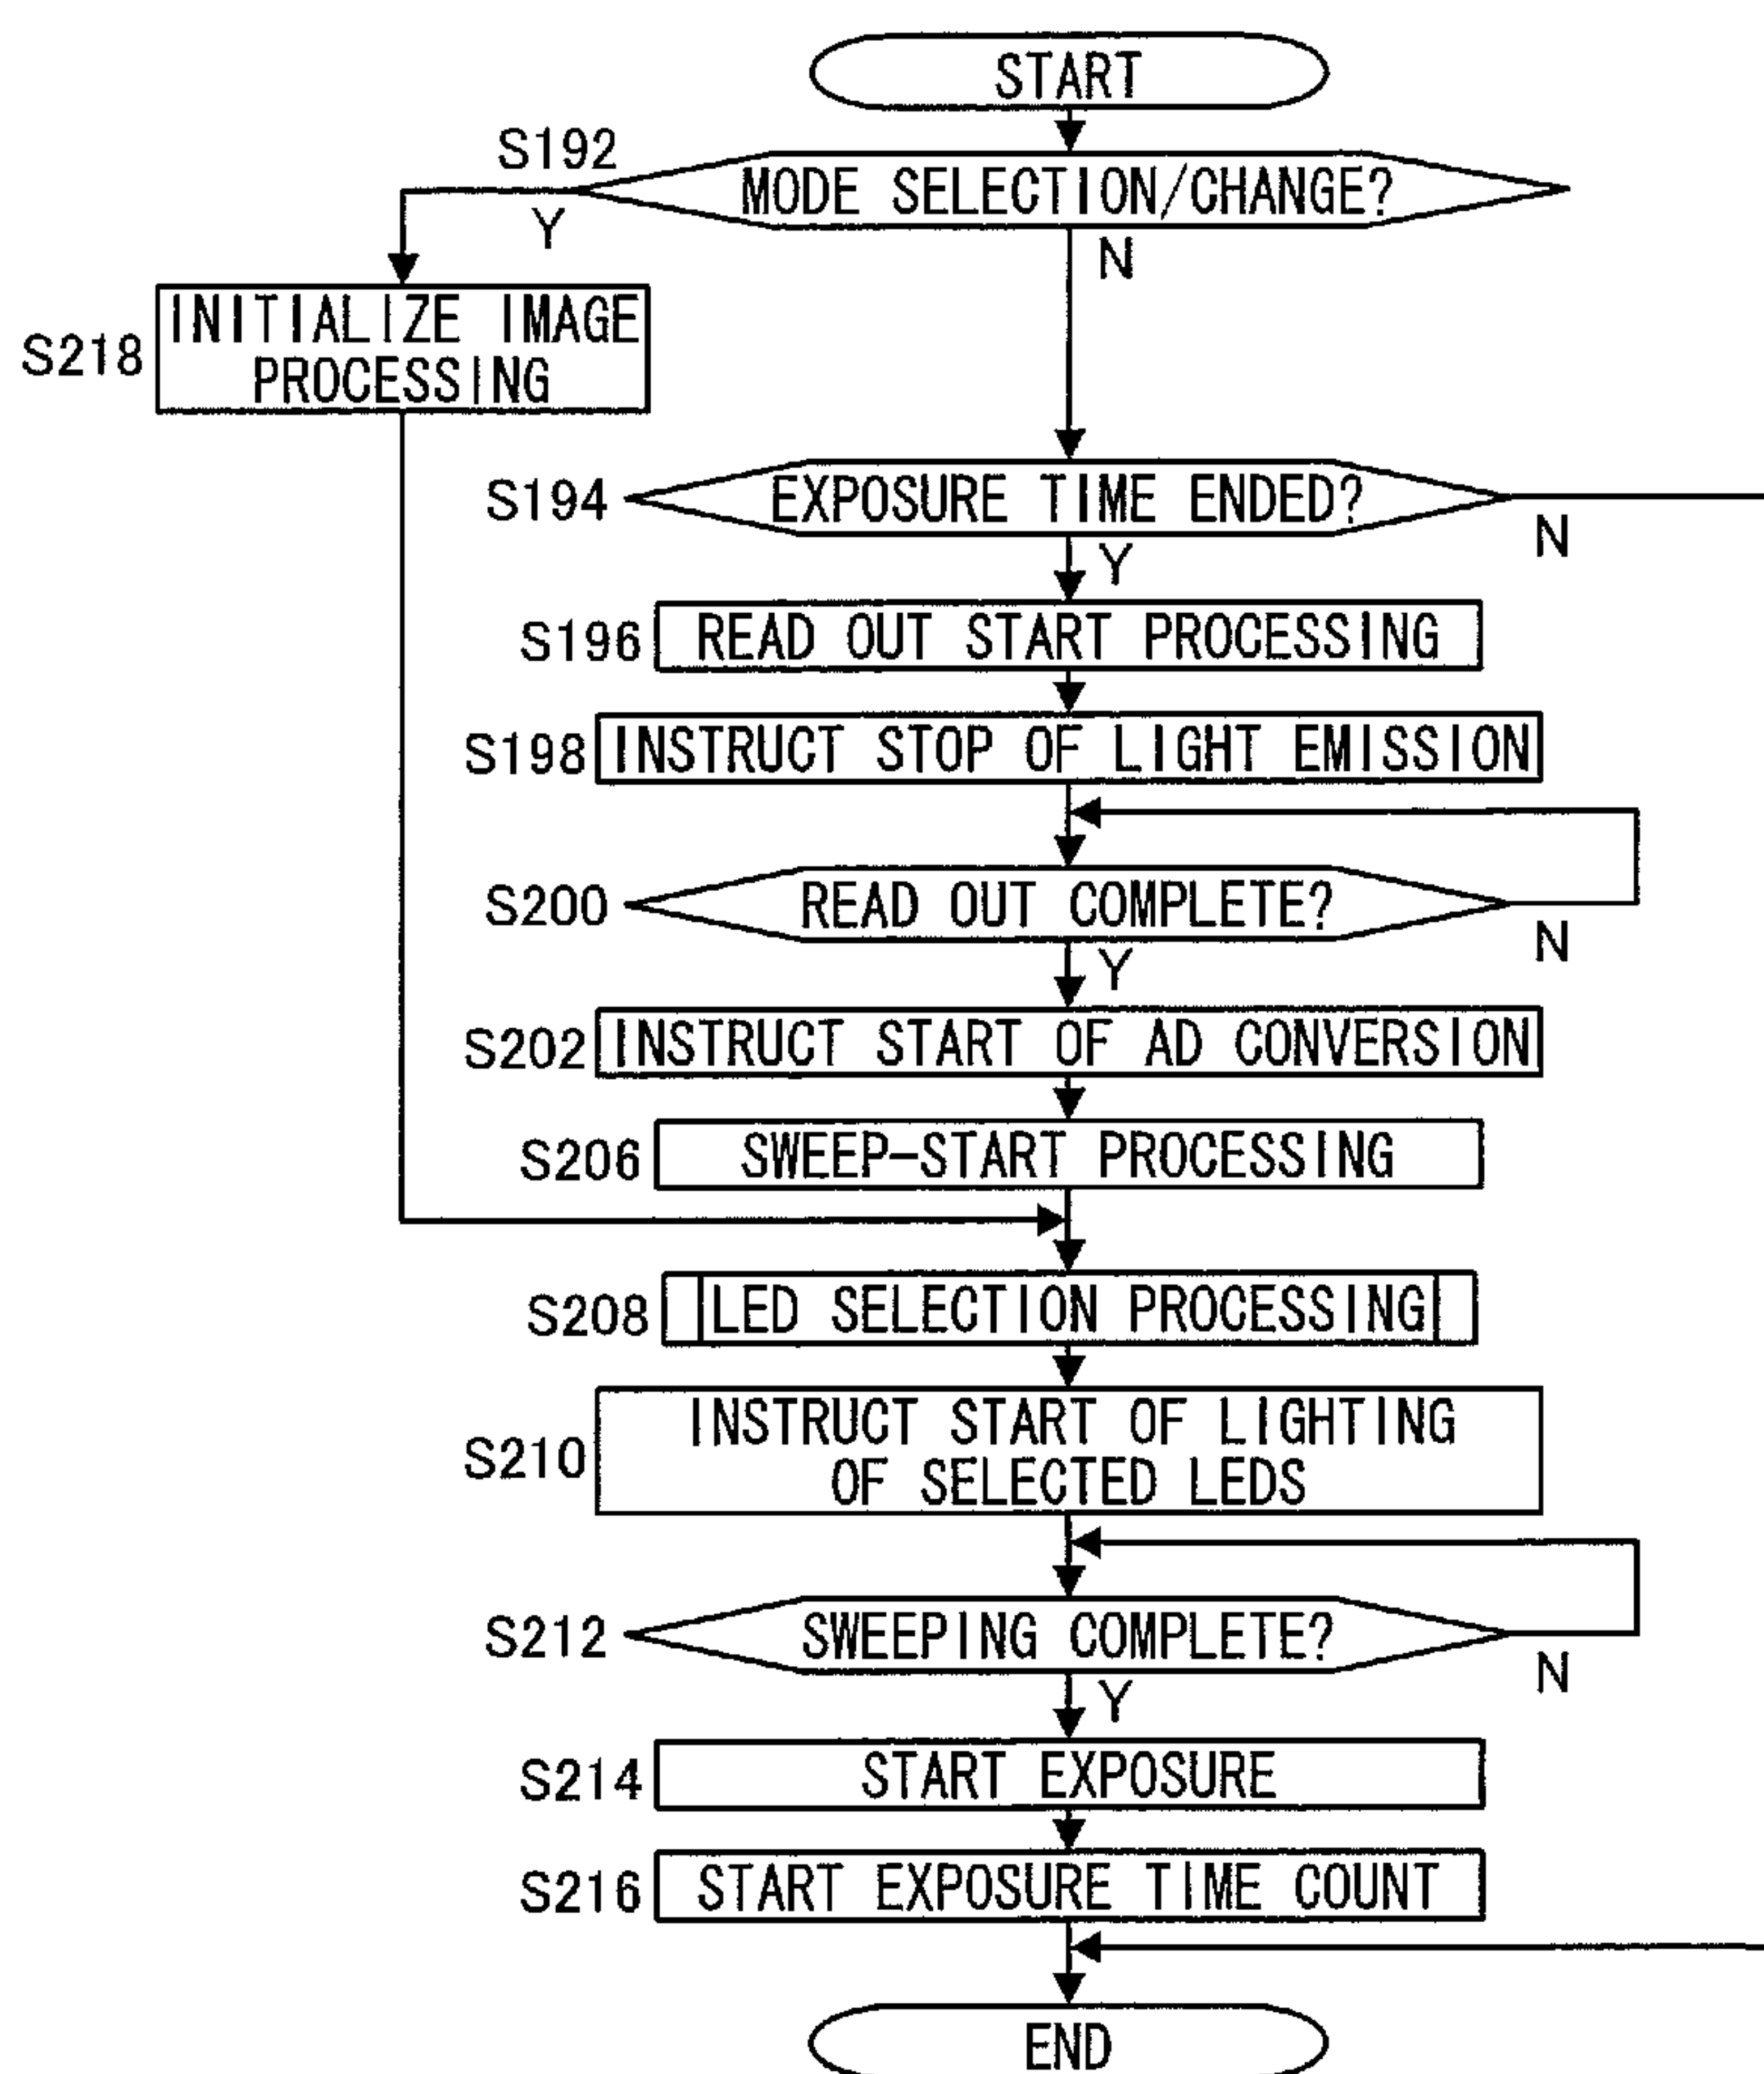 START
S192
MODE SELECTION/CHANGE?
Y
N
S218
INITIALIZE IMAGE
PROCESSING
S194
EXPOSURE TIME ENDED?
N
Y
S196
READ OUT START PROCESSING
S198
INSTRUCT STOP OF LIGHT EMISSION
S200
READ OUT COMPLETE?
N
Y
S202
INSTRUCT START OF AD CONVERSION
S206
SWEEP-START PROCESSING
S208
LED SELECTION PROCESSING
S210
INSTRUCT START OF LIGHTING
OF SELECTED LEDS
S212
SWEEPING COMPLETE?
N
Y
S214
START EXPOSURE
S216
START EXPOSURE TIME COUNT
END